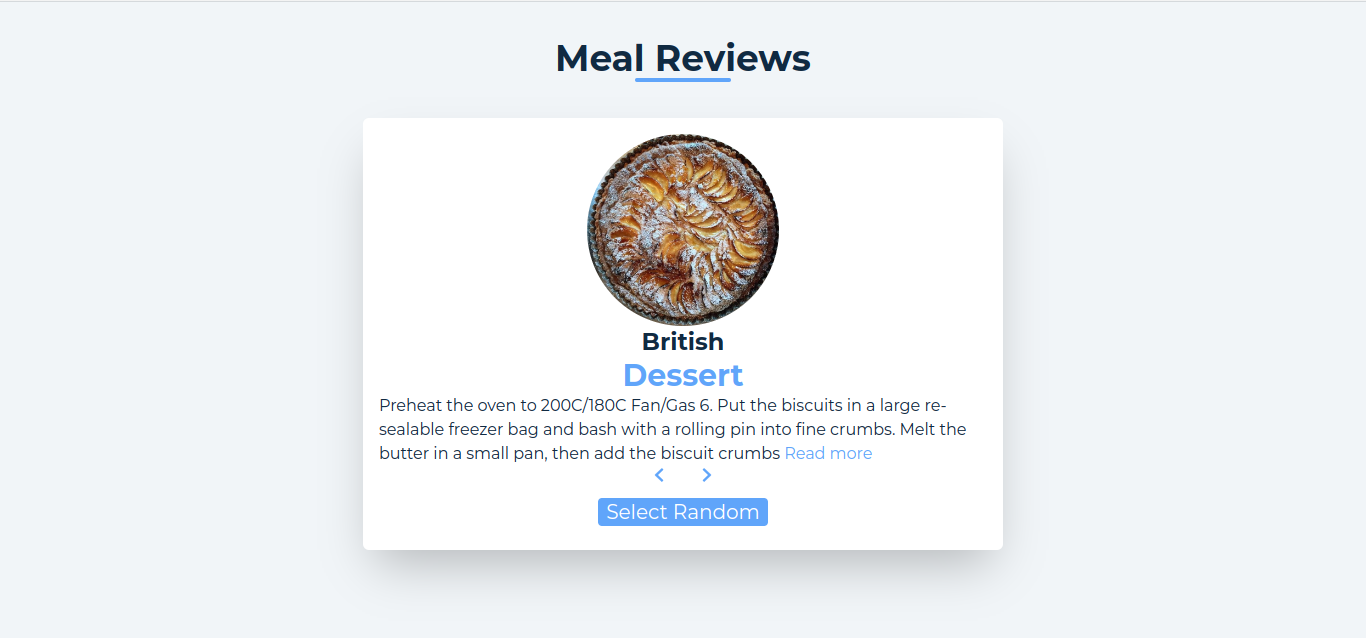 Meal Reviews
British
Dessert
Preheat the oven to 200C/180C Fan/Gas 6. Put the biscuits in a large re-
sealable freezer bag and bash with a rolling pin into fine crumbs. Melt the
butter in a small pan, then add the biscuit crumbs Read more
Select Random